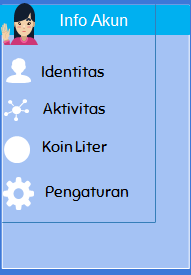 Info Akun
Identitas
Aktivitas
Koin Liter
Pengaturan